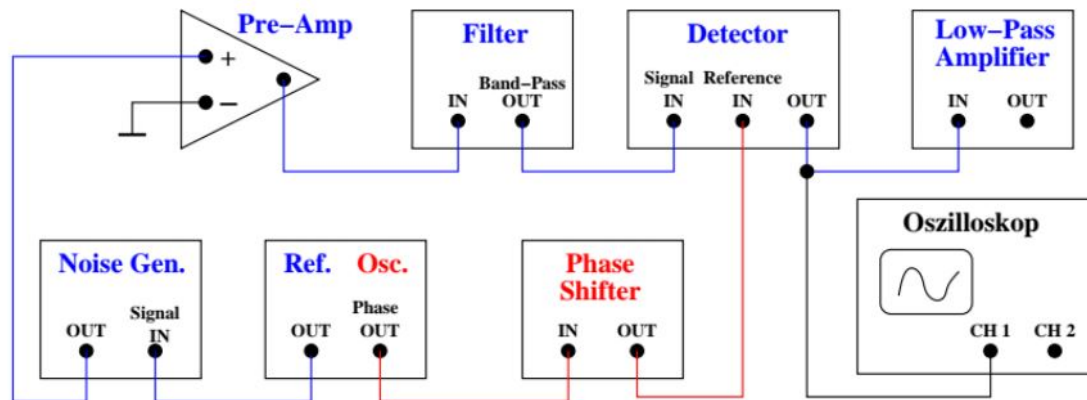 Pre-Amp
+
-
Filter
Band-Pass
IN OUT
Detector
Signal Reference
IN IN OUT
Low-Pass
Amplifier
IN OUT
Noise Gen.
Signal
OUT IN
Ref. Osc.
Phase
OUT OUT
Phase
Shifter
IN OUT
Oszilloskop
CH 1 CH 2